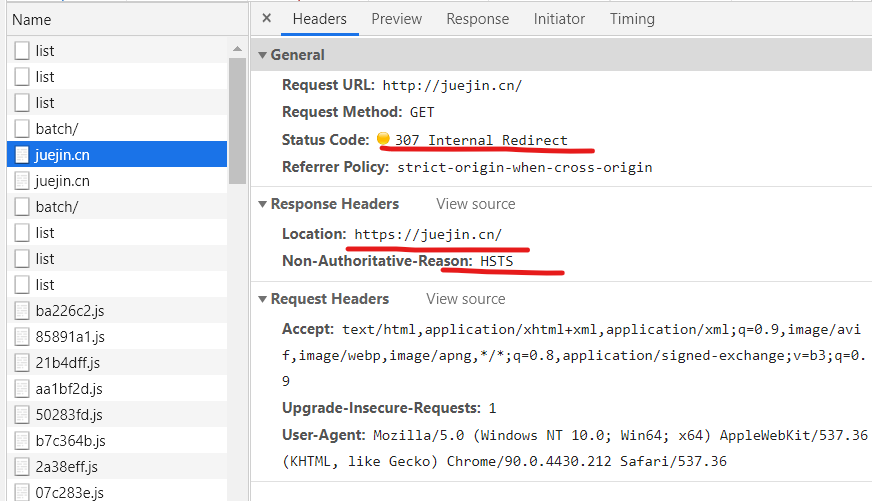 Name
list
list
list
batch/
juejin.cn
juejin.cn
batch/
list
list
list
ba226c2.js
85891a1.js
21b4dff.js
aa1bf2d.js
50283fd.js
b7c364b.js
2a38eff.js
07c283e.js
× Headers Preview Response Initiator Timing
General
Request URL: http://juejin.cn/
Request Method: GET
Status Code: 307 Internal Redirect
Referrer Policy: strict-origin-when-cross-origin
Response Headers View source
Location: https://juejin.cn/
Non-Authoritative-Reason: HSTS
Request Headers View source
Accept: text/html,application/xhtml+xml,application/xml;q=0.9,image/avi
f,image/webp,image/apng,*/*;q=0.8,application/signed-exchange;v=b3;q=0.
9
Upgrade-Insecure-Requests: 1
User-Agent: Mozilla/5.0 (Windows NT 10.0; Win64; x64) AppleWebKit/537.36
(KHTML, like Gecko) Chrome/90.0.4430.212 Safari/537.36